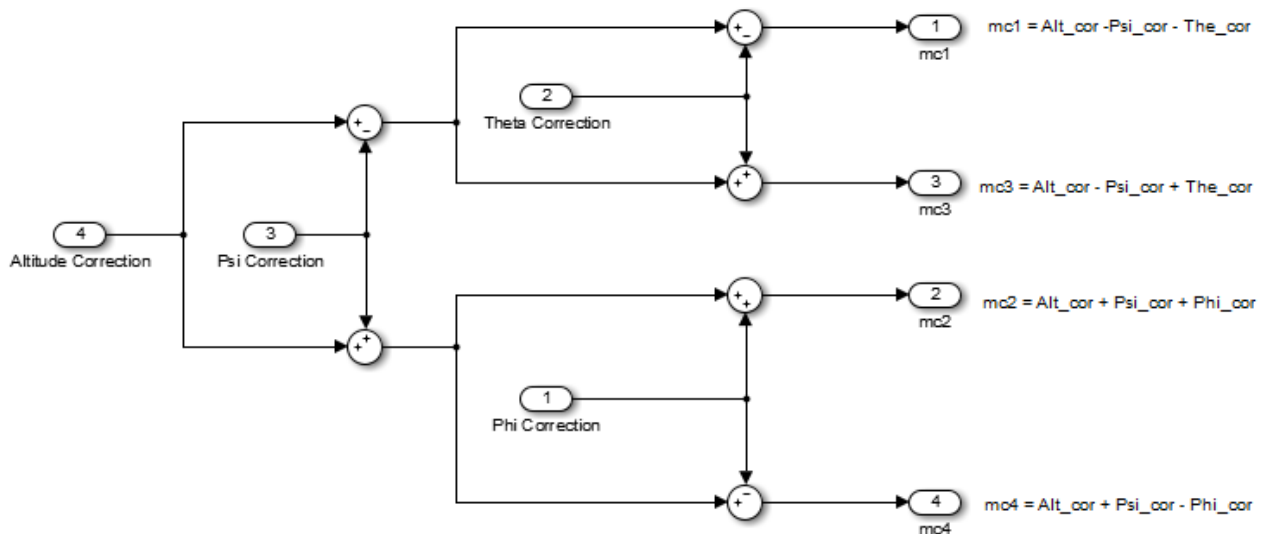 1
mc1
mc1 = Alt_cor -Psi_cor - The_cor
2
Theta Correction
3
mc3
mc3 = Alt_cor - Psi_cor + The_cor
4
Altitude Correction
3
Psi Correction
2
mc2
mc2 = Alt_cor + Psi_cor + Phi_cor
1
Phi Correction
4
mc4
mc4 = Alt_cor + Psi_cor - Phi_cor